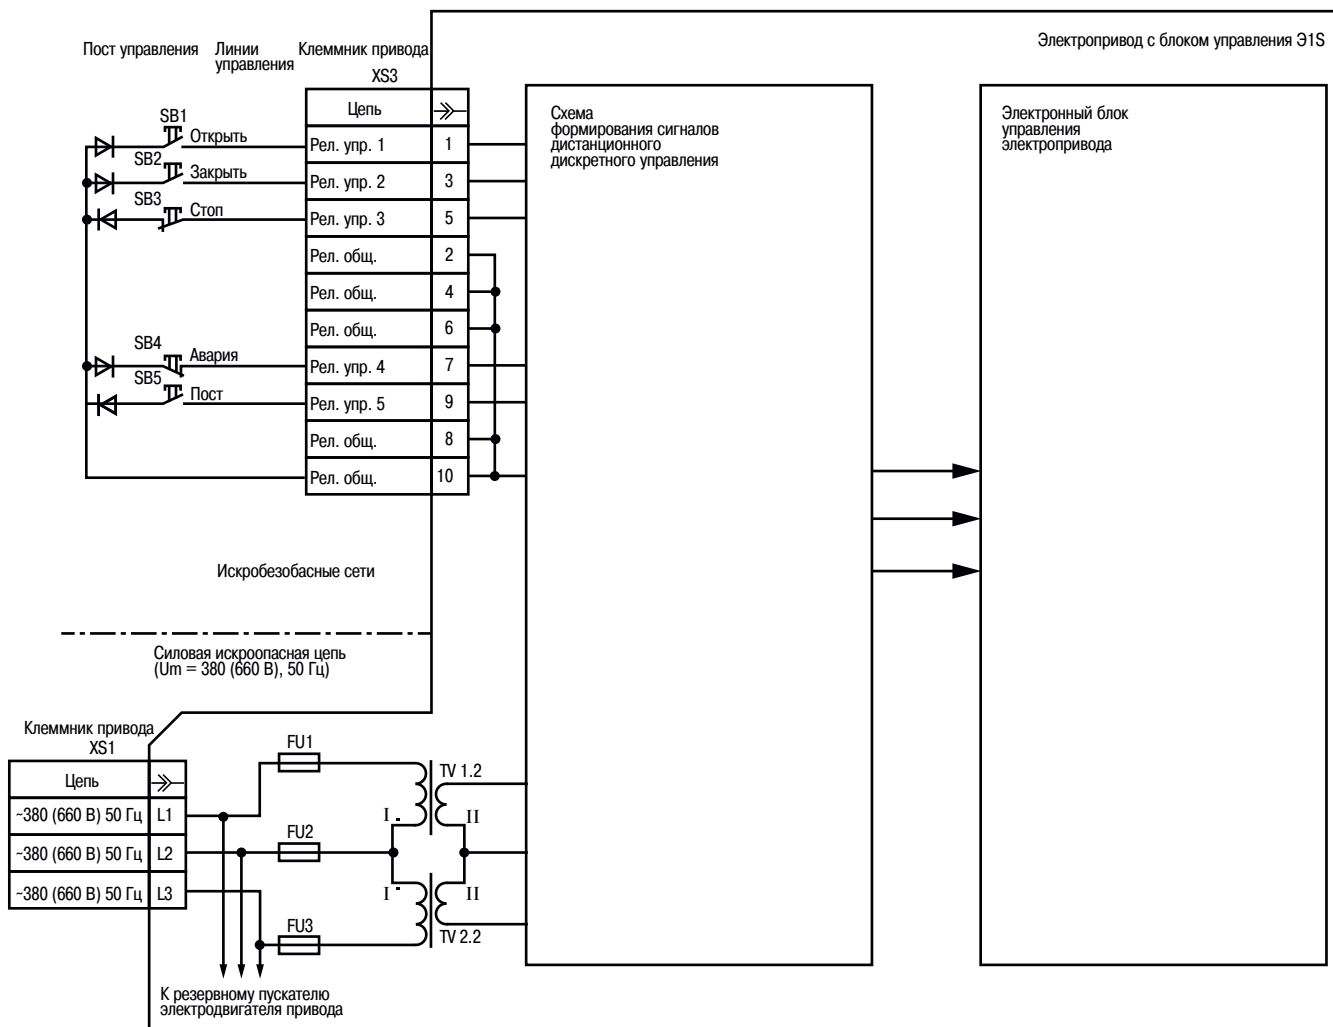 Электропривод с блоком управления Э1S
Пост управления
Линии
управления
Клеммник привода
XS3
Цепь
SB1
Открыть
Рел. упр. 1
1
SB2
Закрыть
Рел. упр. 2
3
SB3
Стоп
Рел. упр. 3
5
Рел. общ.
2
Рел. общ.
4
Рел. общ.
6
SB4
Авария
Рел. упр. 4
7
SB5
Пост
Рел. упр. 5
9
Рел. общ.
8
Рел. общ.
10
Схема
формирования сигналов
дистанционного
дискретного управления
Электронный блок
управления
электропривода
Искробезобасные сети
Силовая искроопасная цепь
(Um = 380 (660 В), 50 Гц)
Клеммник привода
XS1
Цепь
~380 (660 В) 50 Гц
L1
~380 (660 В) 50 Гц
L2
~380 (660 В) 50 Гц
L3
FU1
FU2
FU3
TV 1.2
I
II
I
II
TV 2.2
К резервному пускателю
электродвигателя привода